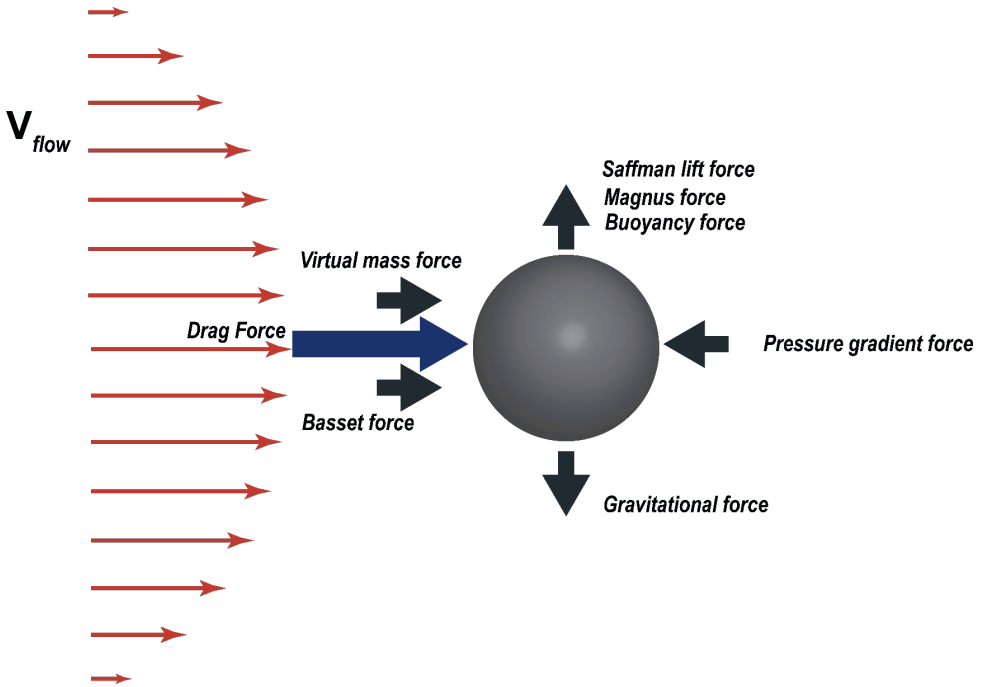 V flow
Saffman lift force
Magnus force
Buoyancy force
Virtual mass force
Drag Force
Pressure gradient force
Basset force
Gravitational force